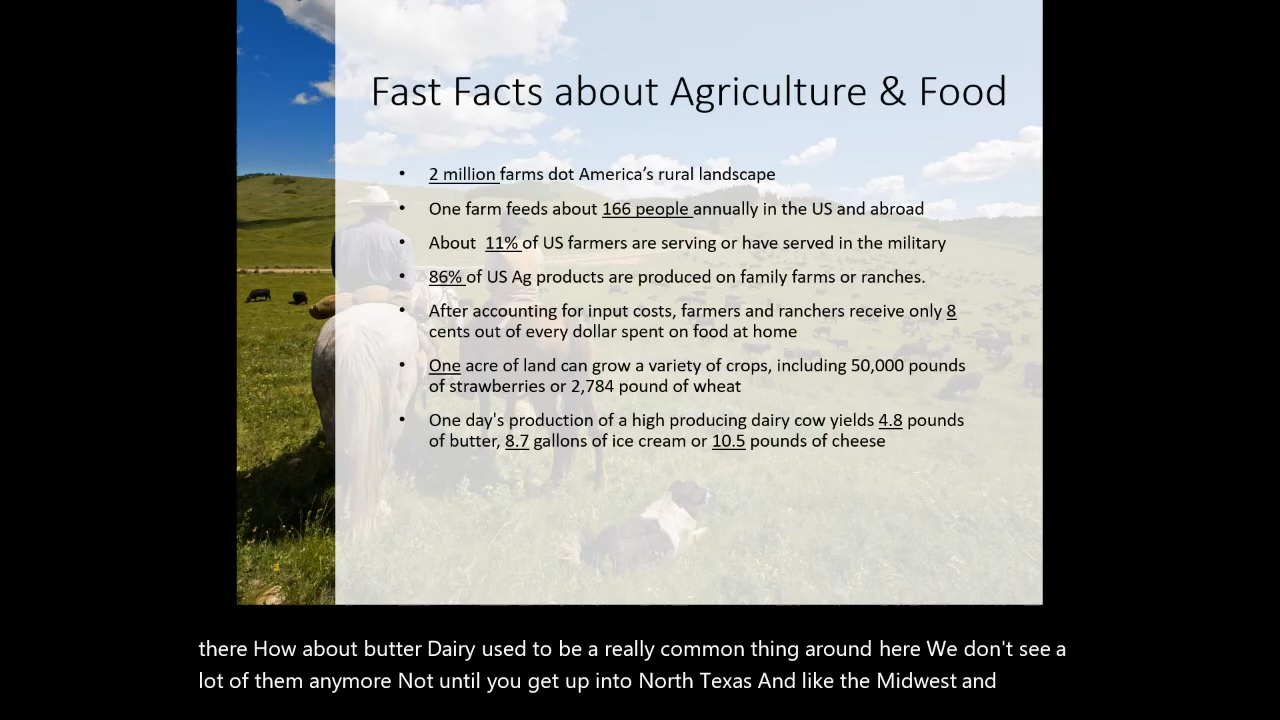 Fast Facts about Agriculture & Food
• 2 million farms dot America’s rural landscape
• One farm feeds about 166 people annually in the US and abroad
• About 11% of US farmers are serving or have served in the military
• 86% of US Ag products are produced on family farms or ranches.
• After accounting for input costs, farmers and ranchers receive only 8
cents out of every dollar spent on food at home
• One acre of land can grow a variety of crops, including 50,000 pounds
of strawberries or 2,784 pound of wheat
• One day's production of a high producing dairy cow yields 4.8 pounds
of butter, 8.7 gallons of ice cream or 10.5 pounds of cheese
there How about butter Dairy used to be a really common thing around here We don't see a
lot of them anymore Not until you get up into North Texas And like the Midwest and